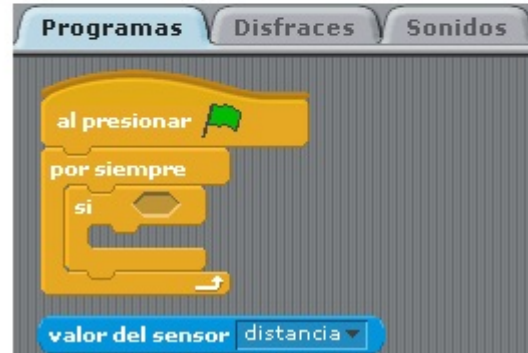 Programas Disfraces Sonidos
al presionar
por siempre
si
valor del sensor distancia